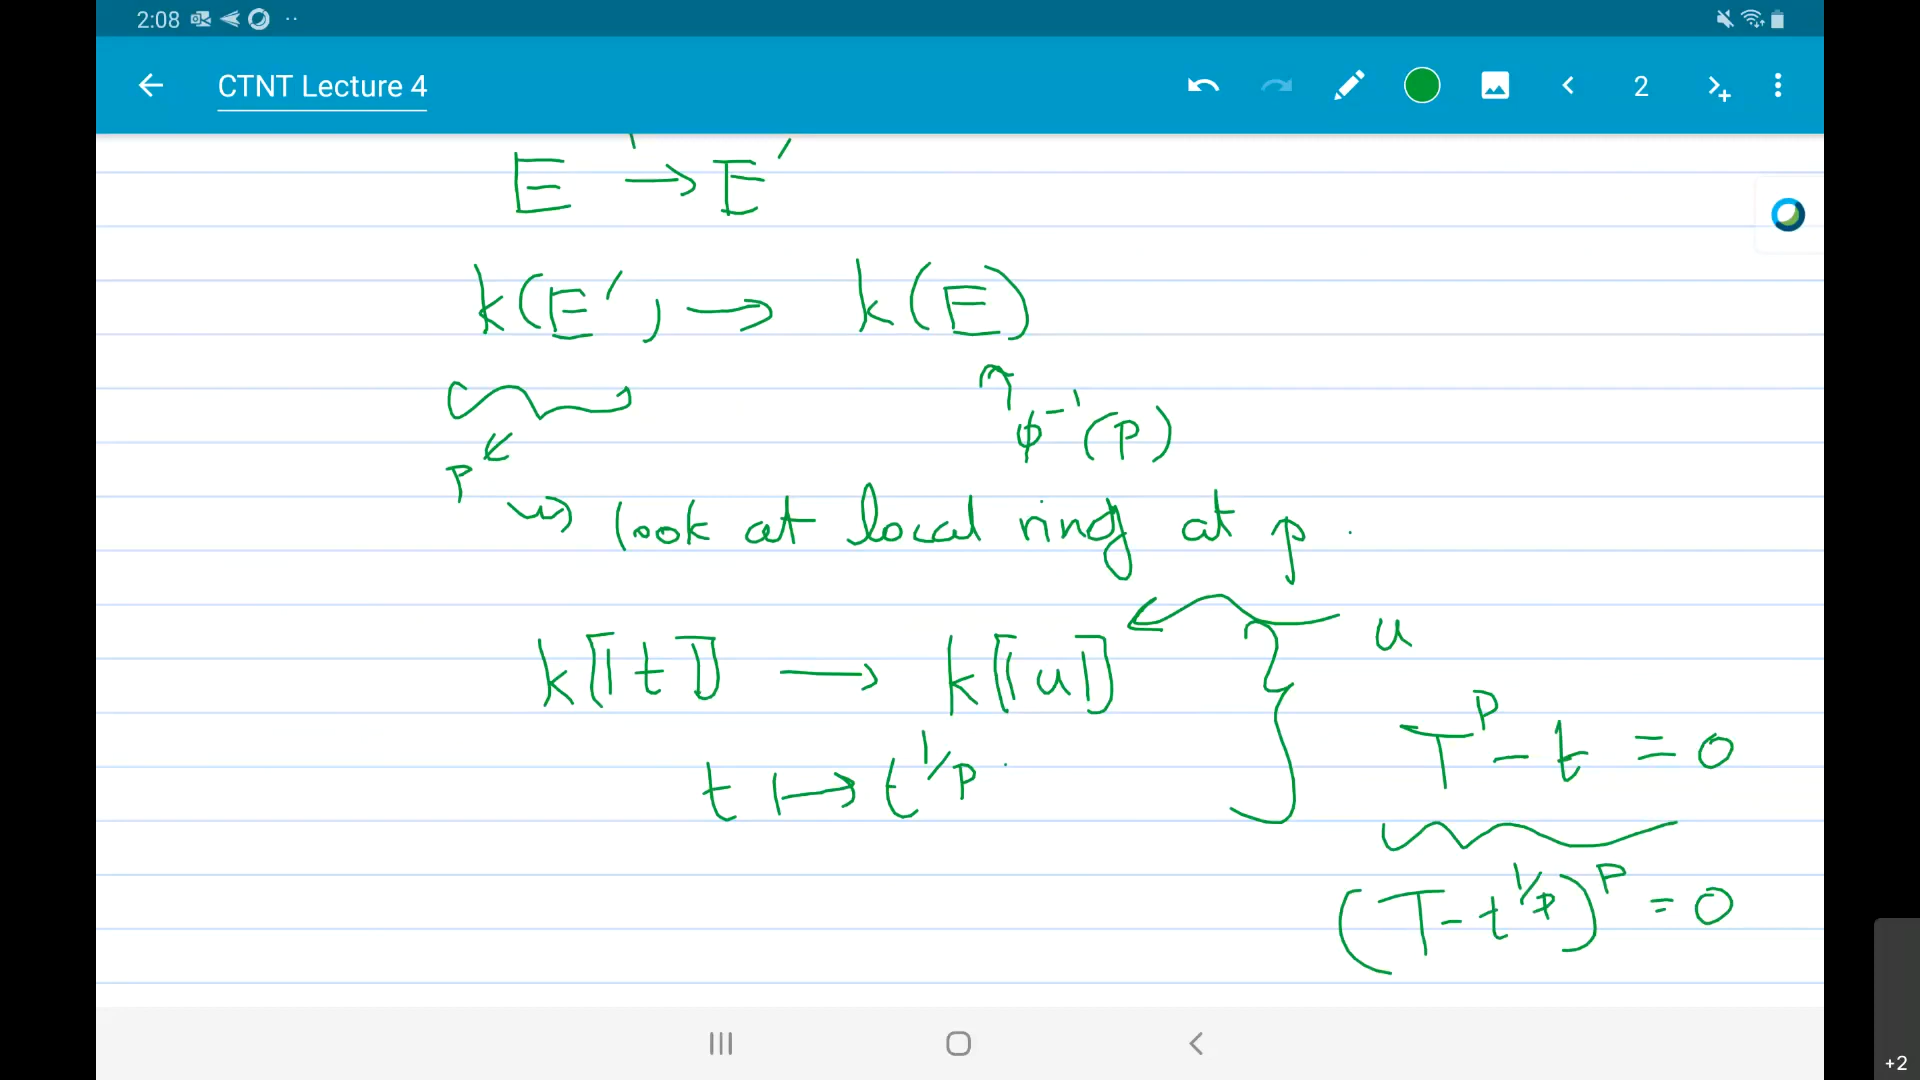 2:08
CTNT Lecture 4
2
E → E'
k(E') → k(E)
ϕ⁻¹(P)
P
⇝ look at local ring at p.
u
k⟦t⟧ → k⟦u⟧
T^p - t = 0
t ↦ t^{1/p}
(T - t^{1/p})^p = 0
+2